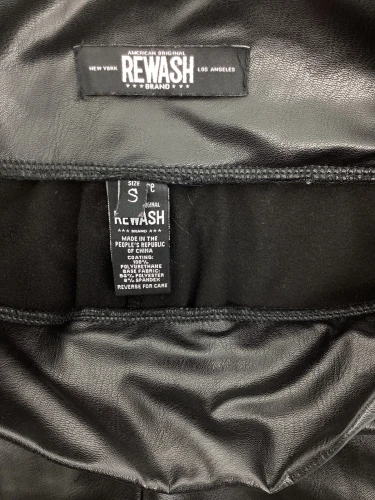 AMERICAN ORIGINAL
NEW YORK REWASH LOS ANGELES
BRAND
SIZE
S
REWASH
BRAND
MADE IN THE
PEOPLE'S REPUBLIC
OF CHINA
COATING:
100%
POLYURETHANE
BASE FABRIC:
POLYESTER
SPANDEX
REVERSE FOR CARE